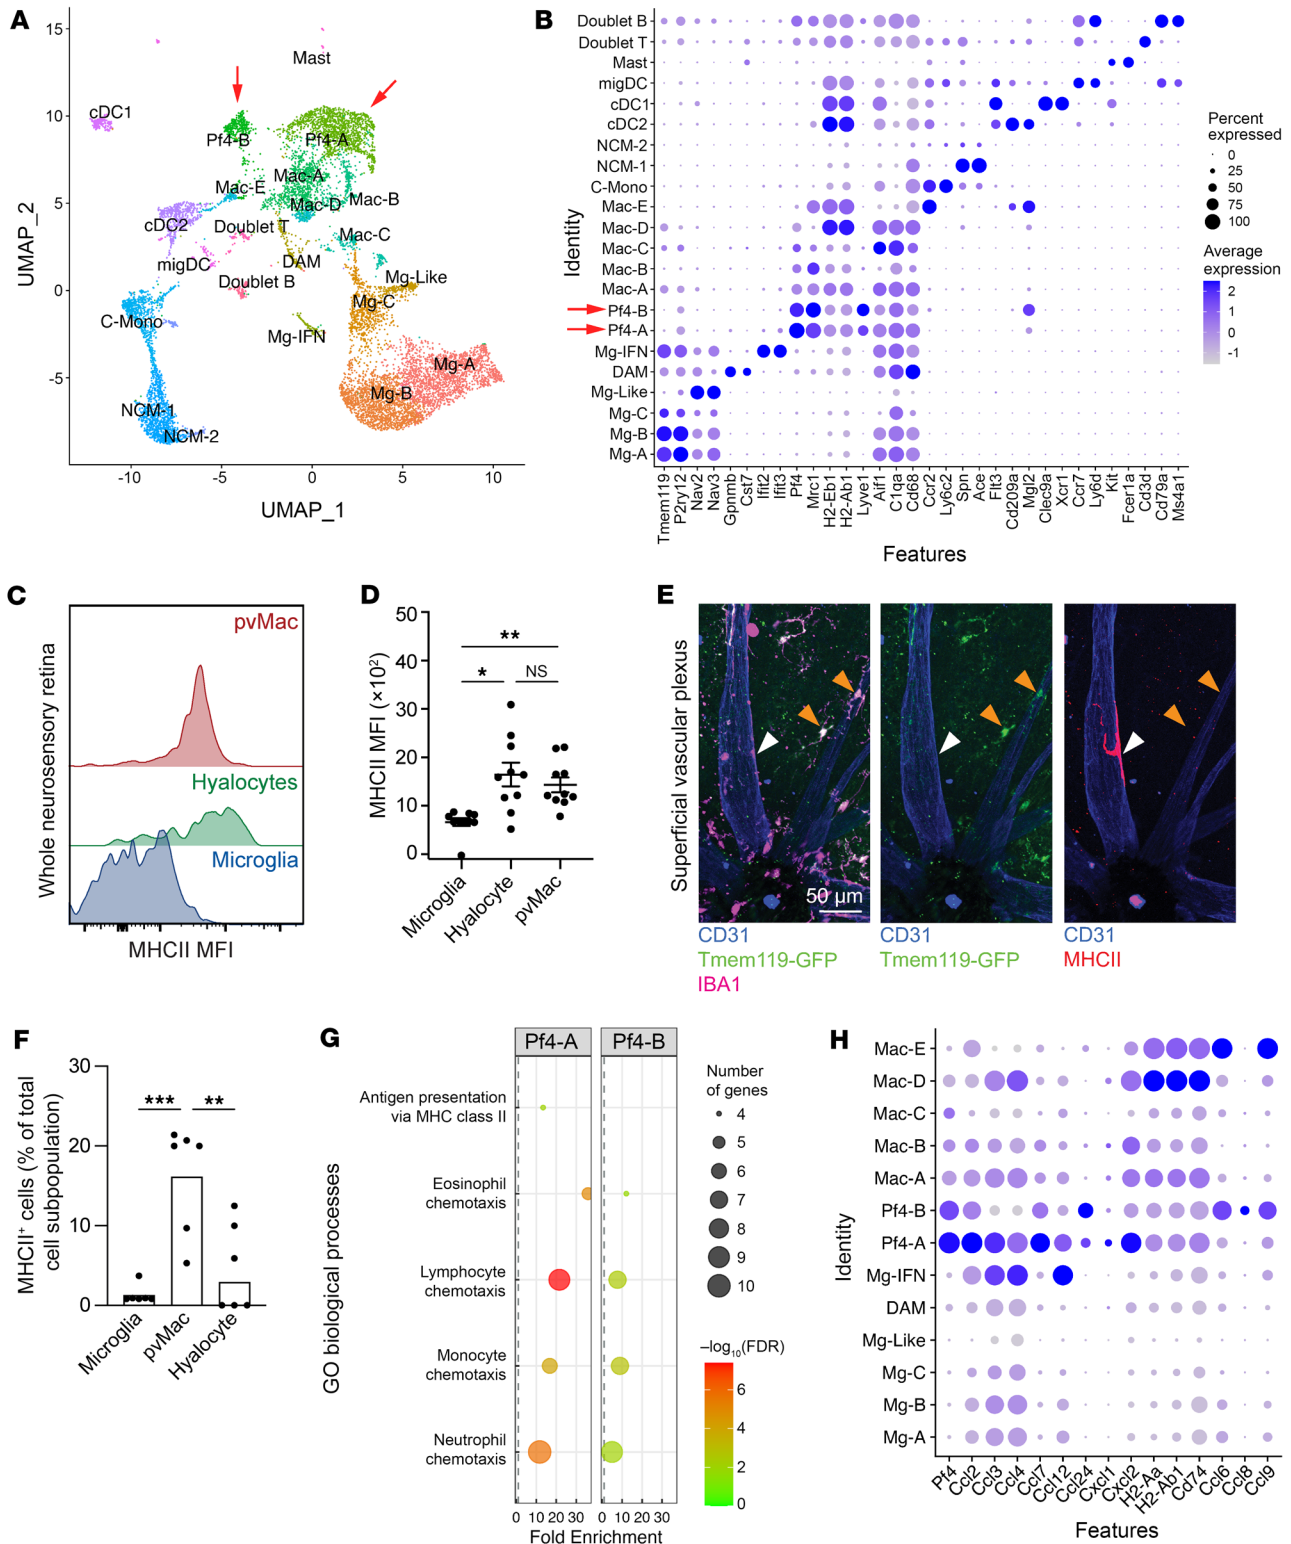 A
15
10
5
0
-5
-10
-5
0
5
10
UMAP_2
UMAP_1
Mast
cDC1
Pf4-B
Pf4-A
Mac-A
Mac-E
Mac-B
Mac-D
cDC2
Doublet T
Mac-C
migDC
DAM
Doublet B
Mg-Like
Mg-C
C-Mono
Mg-IFN
Mg-A
Mg-B
NCM-1
NCM-2
B
Identity
Doublet B
Doublet T
Mast
migDC
cDC1
cDC2
NCM-2
NCM-1
C-Mono
Mac-E
Mac-D
Mac-C
Mac-B
Mac-A
Pf4-B
Pf4-A
Mg-IFN
DAM
Mg-Like
Mg-C
Mg-B
Mg-A
Tmem119
P2ry12
Nav2
Nav3
Gpnmb
Cst7
Ifit2
Ifit3
Pf4
Mrc1
H2-Eb1
H2-Ab1
Lyve1
Aif1
C1qa
Cd68
Ccr2
Ly6c2
Spn
Ace
Flt3
Cd209a
Mgl2
Clec9a
Xcr1
Ccr7
Ly6d
Kit
Fcer1a
Cd3d
Cd79a
Ms4a1
Features
Percent
expressed
0
25
50
75
100
Average
expression
2
1
0
-1
C
Whole neurosensory retina
pvMac
Hyalocytes
Microglia
MHCII MFI
D
MHCII MFI (×10²)
50
40
30
20
10
0
**
*
NS
Microglia
Hyalocyte
pvMac
E
Superficial vascular plexus
50 µm
CD31
Tmem119-GFP
IBA1
CD31
Tmem119-GFP
CD31
MHCII
F
MHCII⁺ cells (% of total
cell subpopulation)
30
20
10
0
***
**
Microglia
pvMac
Hyalocyte
G
GO biological processes
Pf4-A
Pf4-B
Antigen presentation
via MHC class II
Eosinophil
chemotaxis
Lymphocyte
chemotaxis
Monocyte
chemotaxis
Neutrophil
chemotaxis
0 10 20 30
0 10 20 30
Fold Enrichment
Number
of genes
4
5
6
7
8
9
10
–log₁₀(FDR)
6
4
2
0
H
Identity
Mac-E
Mac-D
Mac-C
Mac-B
Mac-A
Pf4-B
Pf4-A
Mg-IFN
DAM
Mg-Like
Mg-C
Mg-B
Mg-A
Pf4
Ccl2
Ccl3
Ccl4
Ccl7
Ccl12
Ccl24
Cxcl1
Cxcl2
H2-Aa
H2-Ab1
Cd74
Ccl6
Ccl8
Ccl9
Features